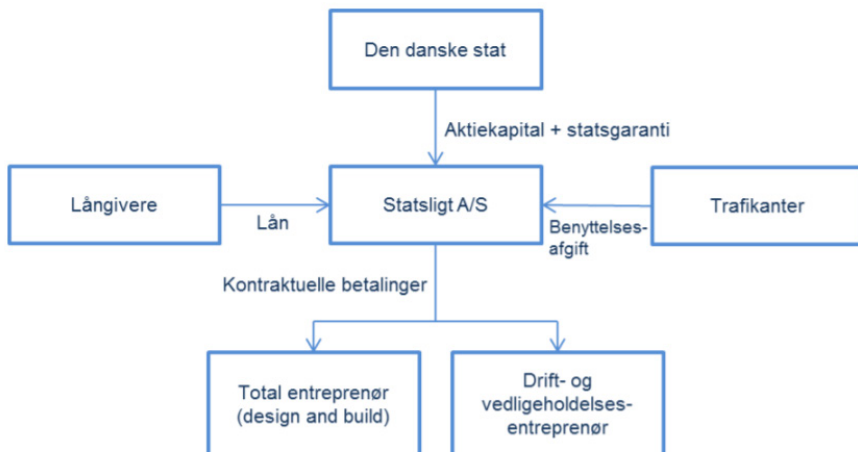 Den danske stat
Aktiekapital + statsgaranti
Långivere
Lån
Statsligt A/S
Benyttelses-
afgift
Trafikanter
Kontraktuelle betalinger
Total entreprenør
(design and build)
Drift- og
vedligeholdelses-
entreprenør